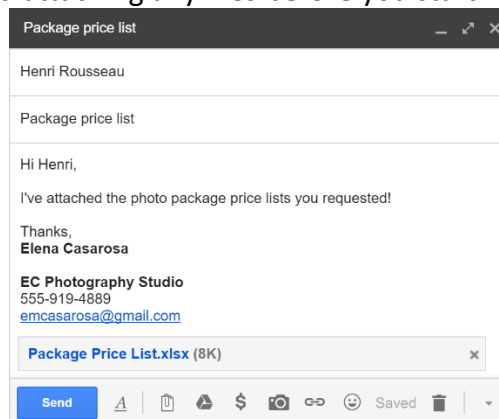 Package price list
Henri Rousseau
Package price list
Hi Henri,
I've attached the photo package price lists you requested!
Thanks,
Elena Casarosa
EC Photography Studio
555-919-4889
emcasarosa@gmail.com
Package Price List.xlsx (8K)
Send A $ Saved